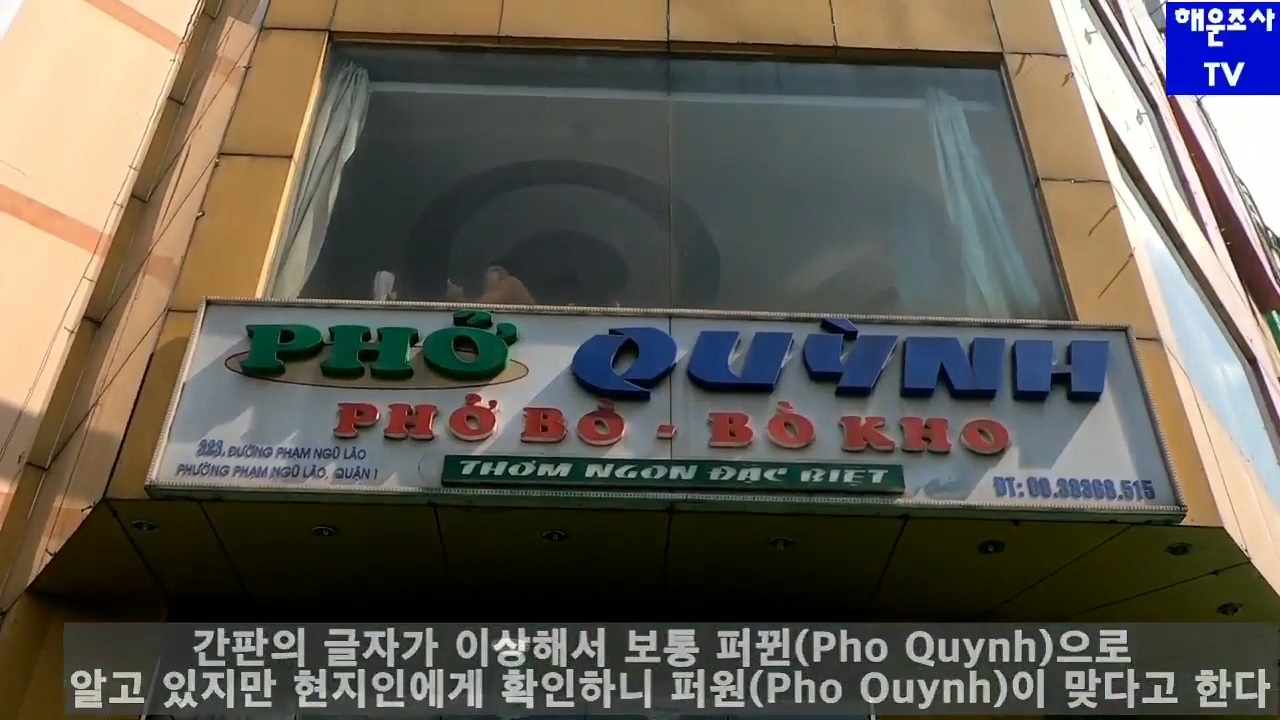 해운조사
TV
PHỞ QUỲNH
PHỞ BÒ - BÒ KHO
323, ĐƯỜNG PHẠM NGŨ LÃO
PHƯỜNG PHẠM NGŨ LÃO, QUẬN 1
THƠM NGON ĐẶC BIỆT
ĐT: 08.38368.515
간판의 글자가 이상해서 보통 퍼퀸(Pho Quynh)으로
알고 있지만 현지인에게 확인하니 퍼원(Pho Ouynh)이 맞다고 한다